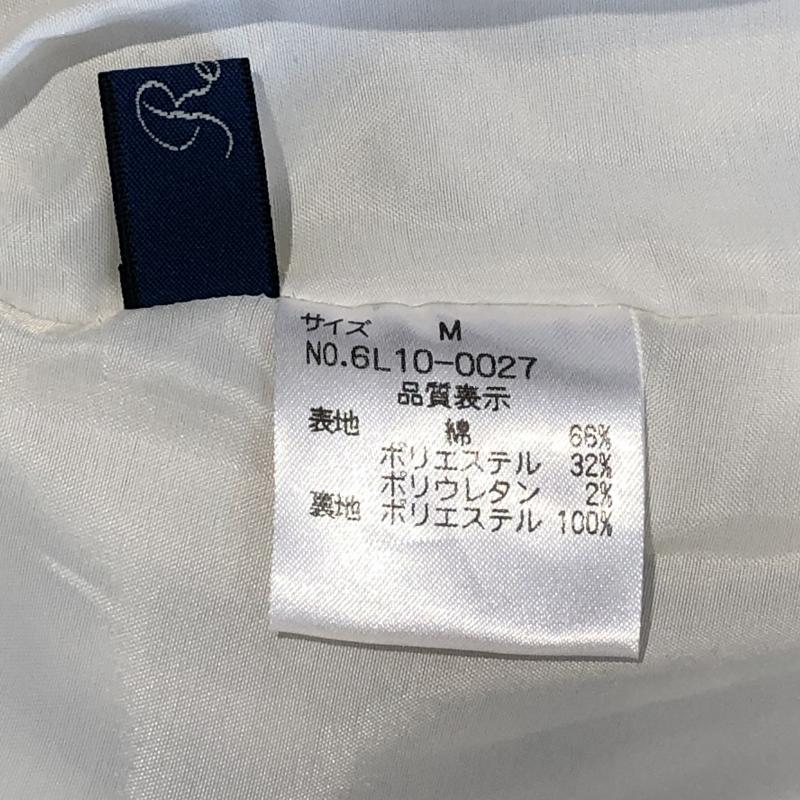 サイズ M
NO.6L10-0027
品質表示
表地 綿 66%
ポリエステル 32%
ポリウレタン 2%
裏地 ポリエステル 100%